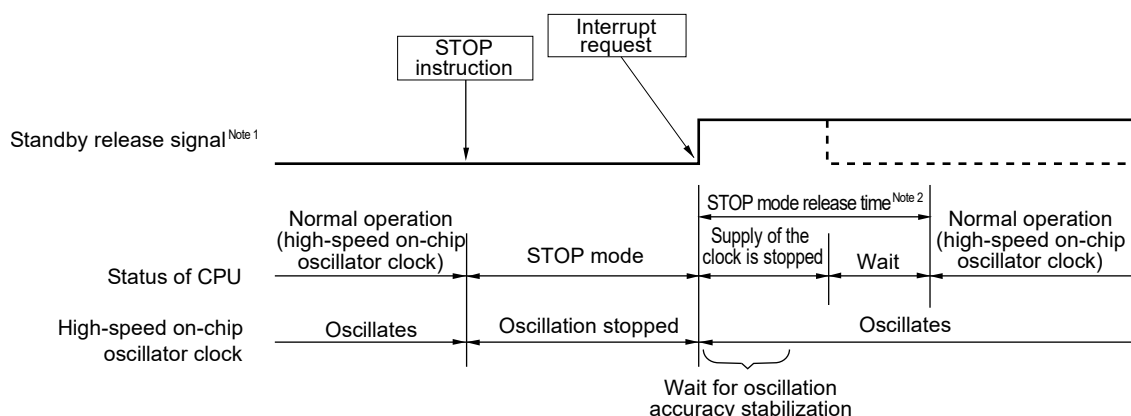 STOP
instruction
Interrupt
request
Standby release signal Note 1
STOP mode release time Note 2
Normal operation
(high-speed on-chip
oscillator clock)
STOP mode
Supply of the
clock is stopped
Wait
Normal operation
(high-speed on-chip
oscillator clock)
Status of CPU
High-speed on-chip
oscillator clock
Oscillates
Oscillation stopped
Oscillates
Wait for oscillation
accuracy stabilization